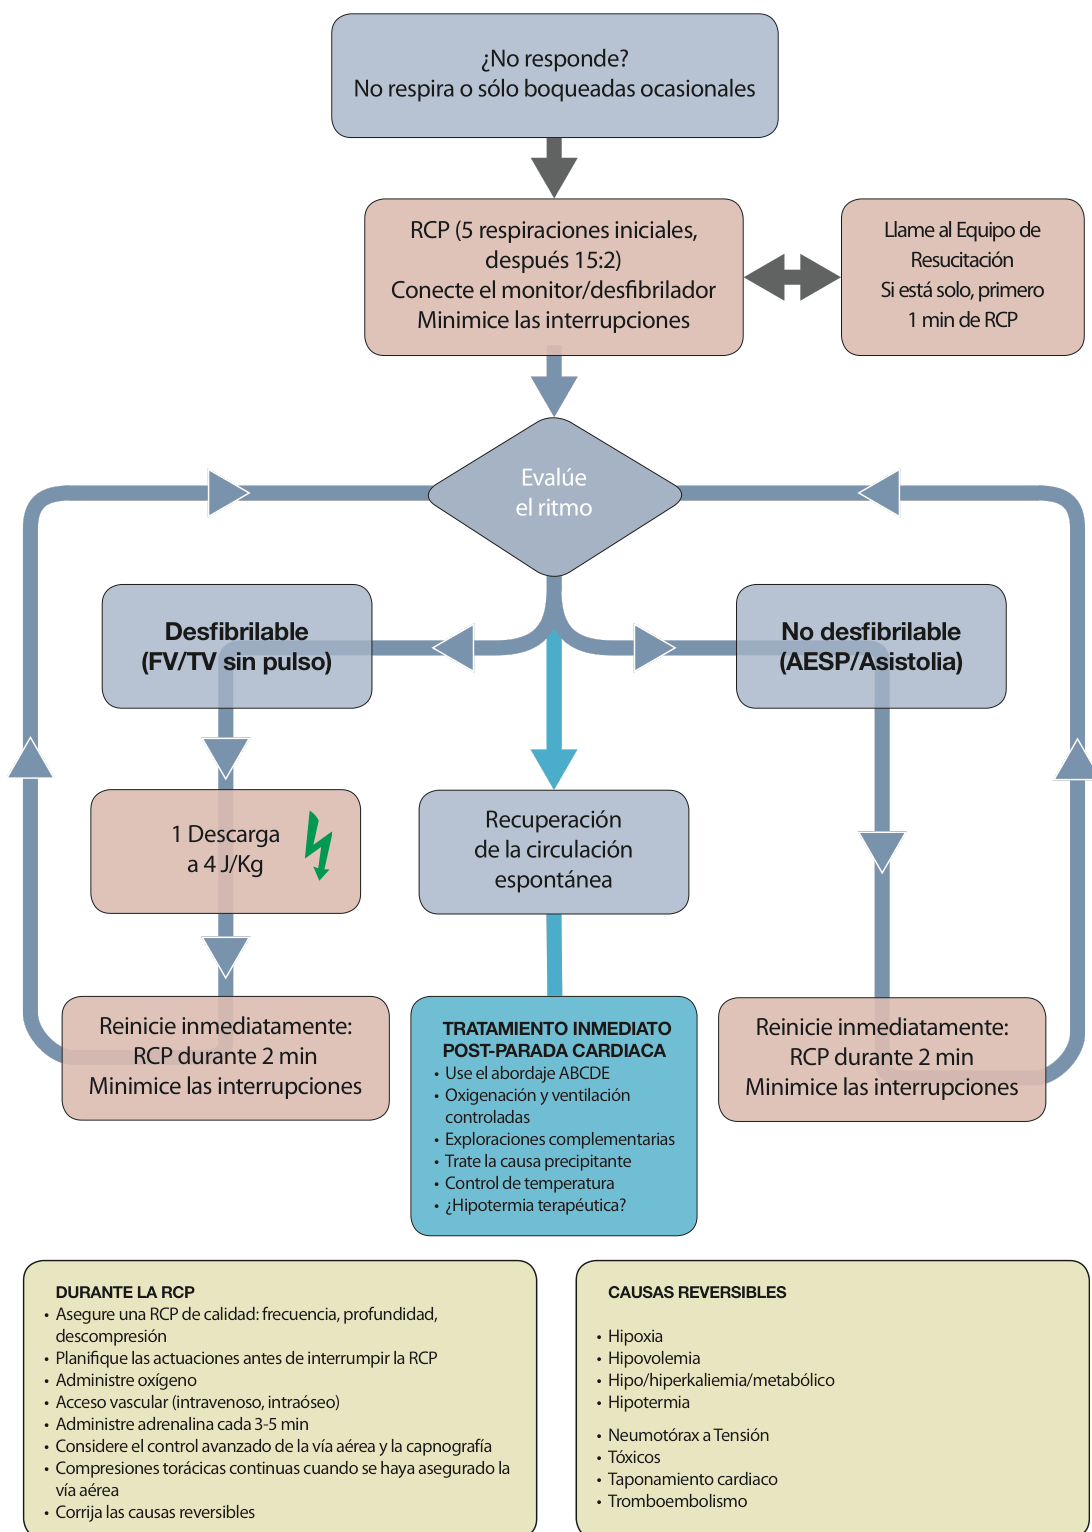 ¿No responde?
No respira o sólo boqueadas ocasionales
RCP (5 respiraciones iniciales,
después 15:2)
Conecte el monitor/desfibrilador
Minimice las interrupciones
Llame al Equipo de
Resucitación
Si está solo, primero
1 min de RCP
Evalúe
el ritmo
Desfibrilable
(FV/TV sin pulso)
No desfibrilable
(AESP/Asistolia)
1 Descarga
a 4 J/Kg
Recuperación
de la circulación
espontánea
Reinicie inmediatamente:
RCP durante 2 min
Minimice las interrupciones
TRATAMIENTO INMEDIATO
POST-PARADA CARDIACA
• Use el abordaje ABCDE
• Oxigenación y ventilación
controladas
• Exploraciones complementarias
• Trate la causa precipitante
• Control de temperatura
• ¿Hipotermia terapéutica?
Reinicie inmediatamente:
RCP durante 2 min
Minimice las interrupciones
DURANTE LA RCP
• Asegure una RCP de calidad: frecuencia, profundidad,
descompresión
• Planifique las actuaciones antes de interrumpir la RCP
• Administre oxígeno
• Acceso vascular (intravenoso, intraóseo)
• Administre adrenalina cada 3-5 min
• Considere el control avanzado de la vía aérea y la capnografía
• Compresiones torácicas continuas cuando se haya asegurado la
vía aérea
• Corrija las causas reversibles
CAUSAS REVERSIBLES
• Hipoxia
• Hipovolemia
• Hipo/hiperkaliemia/metabólico
• Hipotermia
• Neumotórax a Tensión
• Tóxicos
• Taponamiento cardiaco
• Tromboembolismo